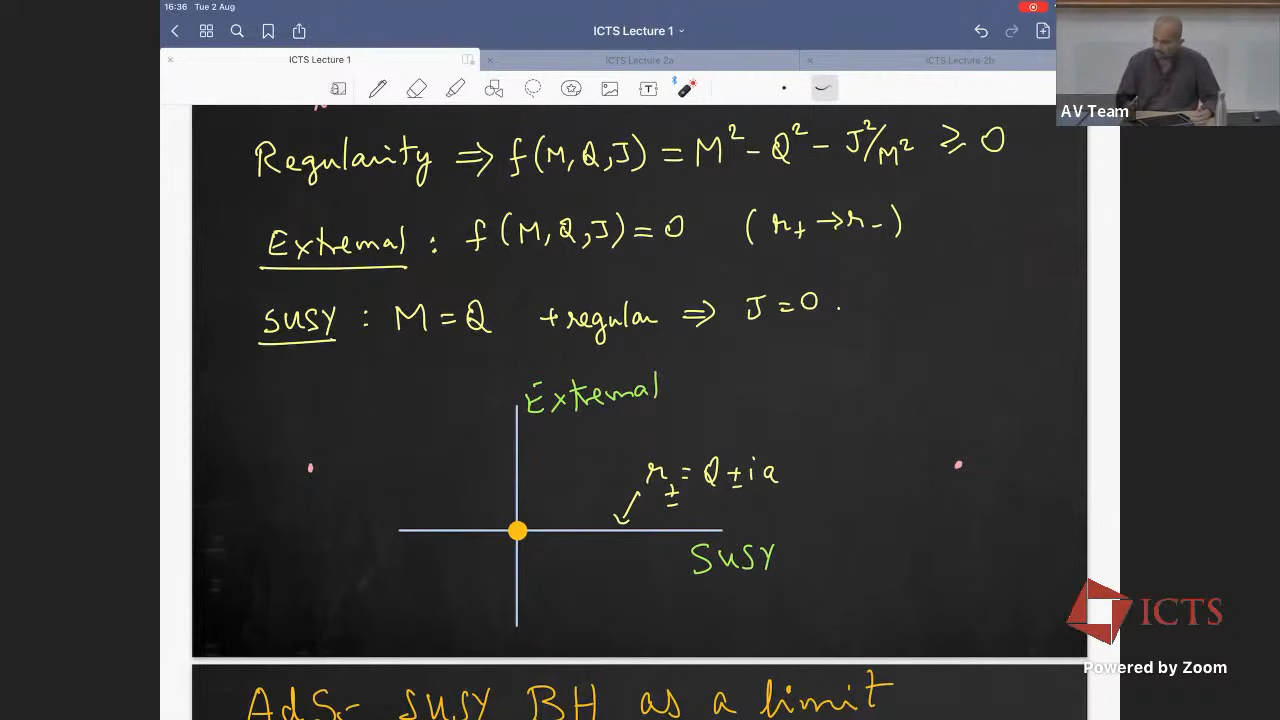 16:36 Tue 2 Aug
ICTS Lecture 1
ICTS Lecture 1 ICTS Lecture 2a ICTS Lecture 2b
AV Team
Regularity ⇒ f(M,Q,J) = M² - Q² - J²/M² ≥ 0
Extremal : f(M,Q,J) = 0 (r₊ → r₋)
SUSY : M = Q + regular ⇒ J = 0 .
Extremal
r± = Q ± i a
SUSY
ICTS
Powered by Zoom
AdS₅ SUSY BH as a limit